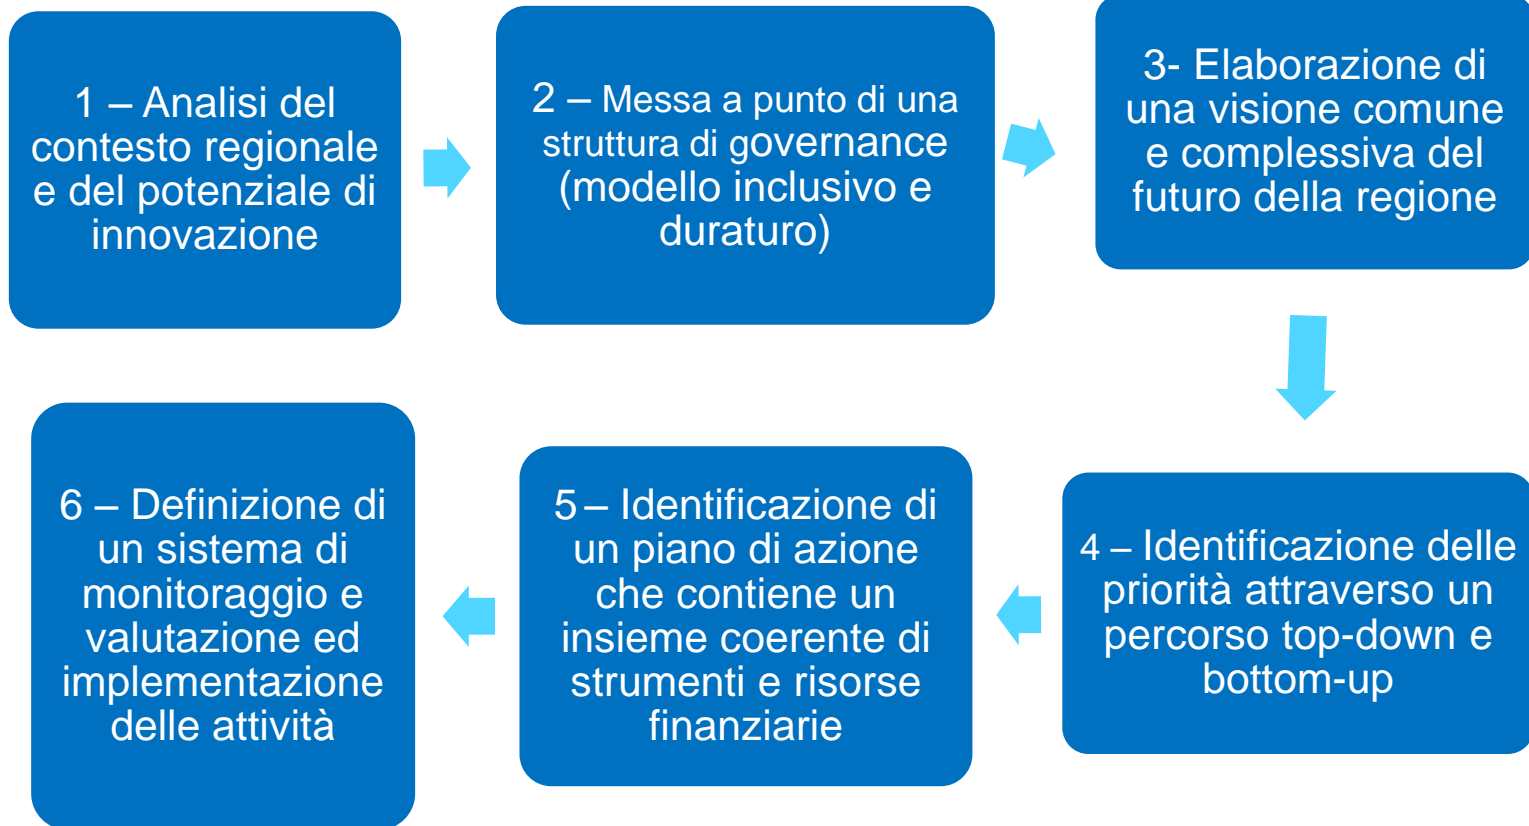 1 – Analisi del
contesto regionale
e del potenziale di
innovazione
2 – Messa a punto di una
struttura di governance
(modello inclusivo e
duraturo)
3- Elaborazione di
una visione comune
e complessiva del
futuro della regione
4 – Identificazione delle
priorità attraverso un
percorso top-down e
bottom-up
5 – Identificazione di
un piano di azione
che contiene un
insieme coerente di
strumenti e risorse
finanziarie
6 – Definizione di
un sistema di
monitoraggio e
valutazione ed
implementazione
delle attività